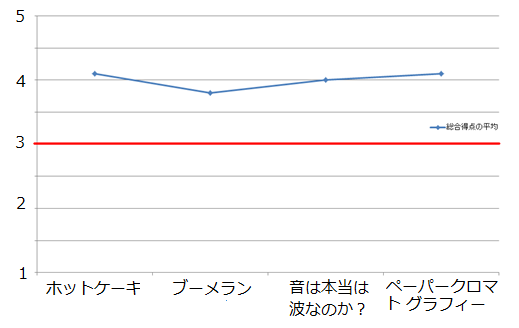 5
4
総合得点の平均
3
2
1
ホットケーキ
ブーメラン
音は本当は
波なのか？
ペーパークロマ
ト グラフィー